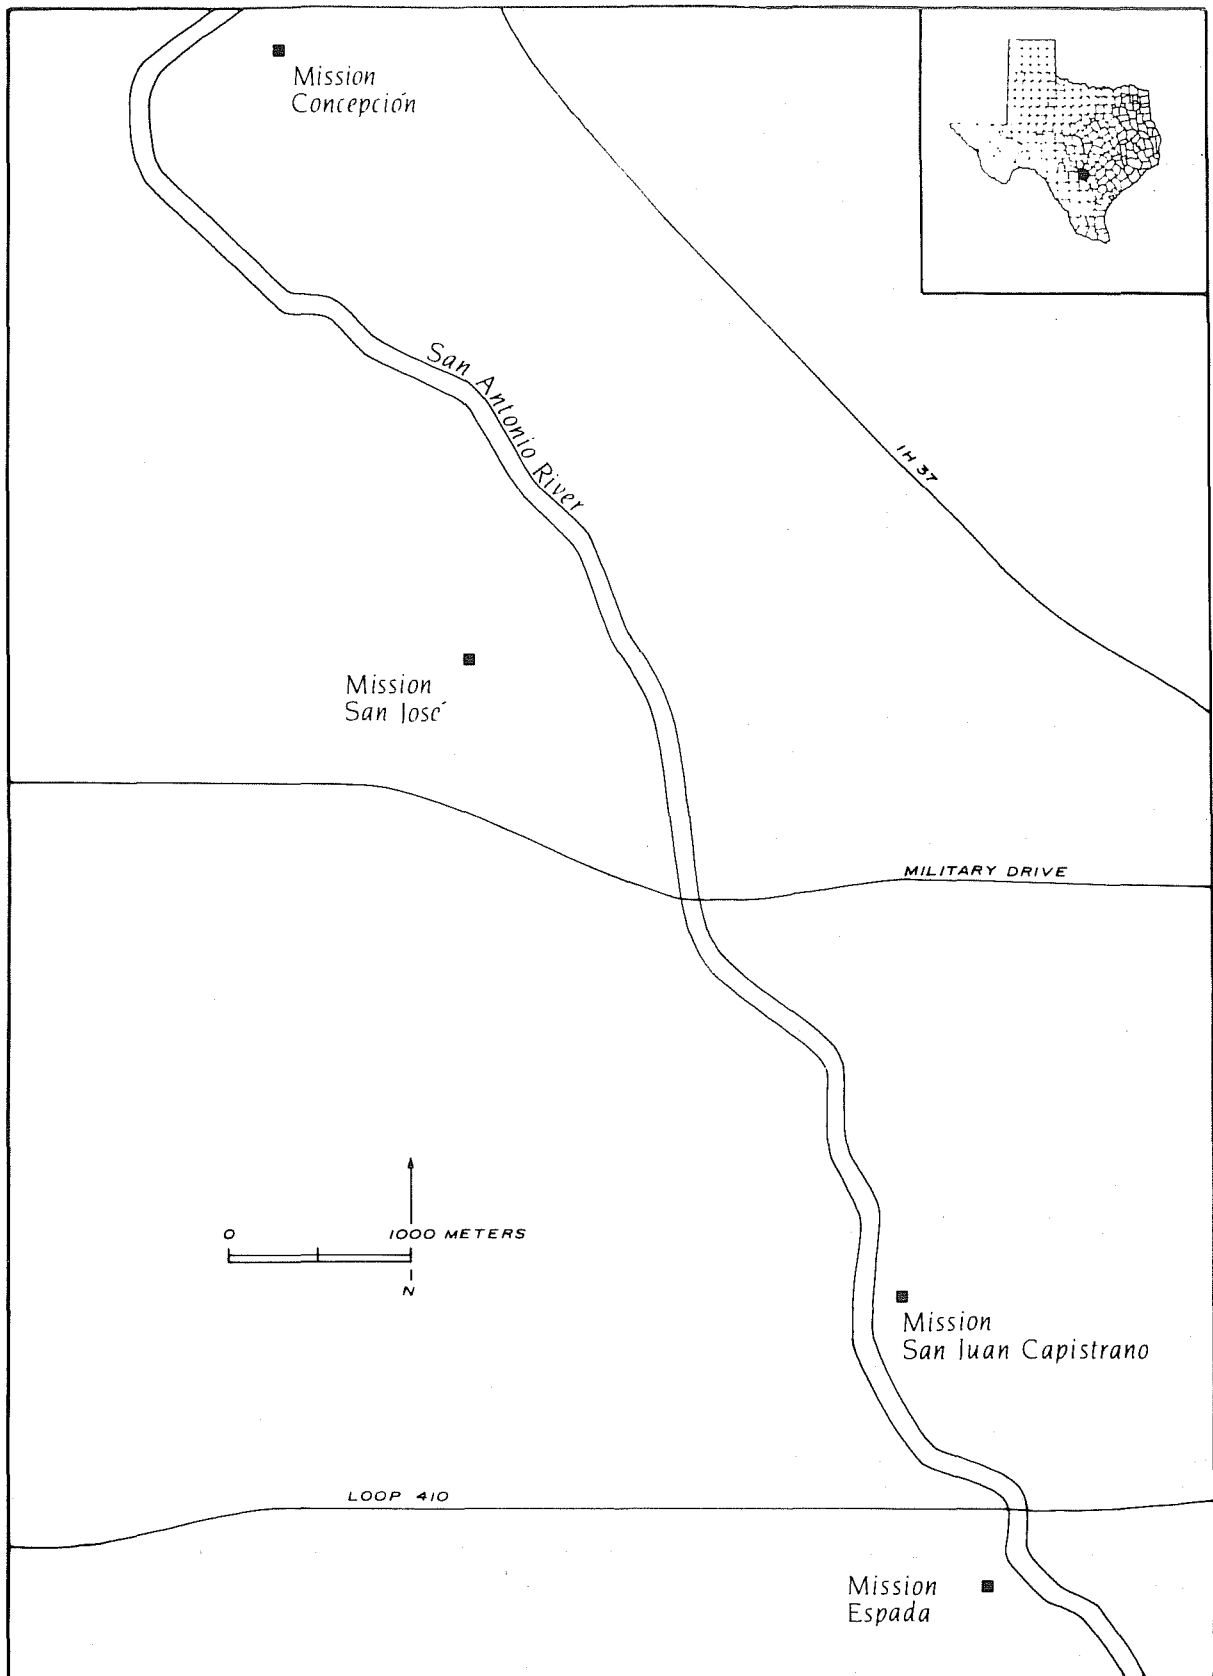 Mission
Concepción
San Antonio River
IH 37
Mission
San José
MILITARY DRIVE
0 1000 METERS
N
Mission
San Juan Capistrano
LOOP 410
Mission
Espada